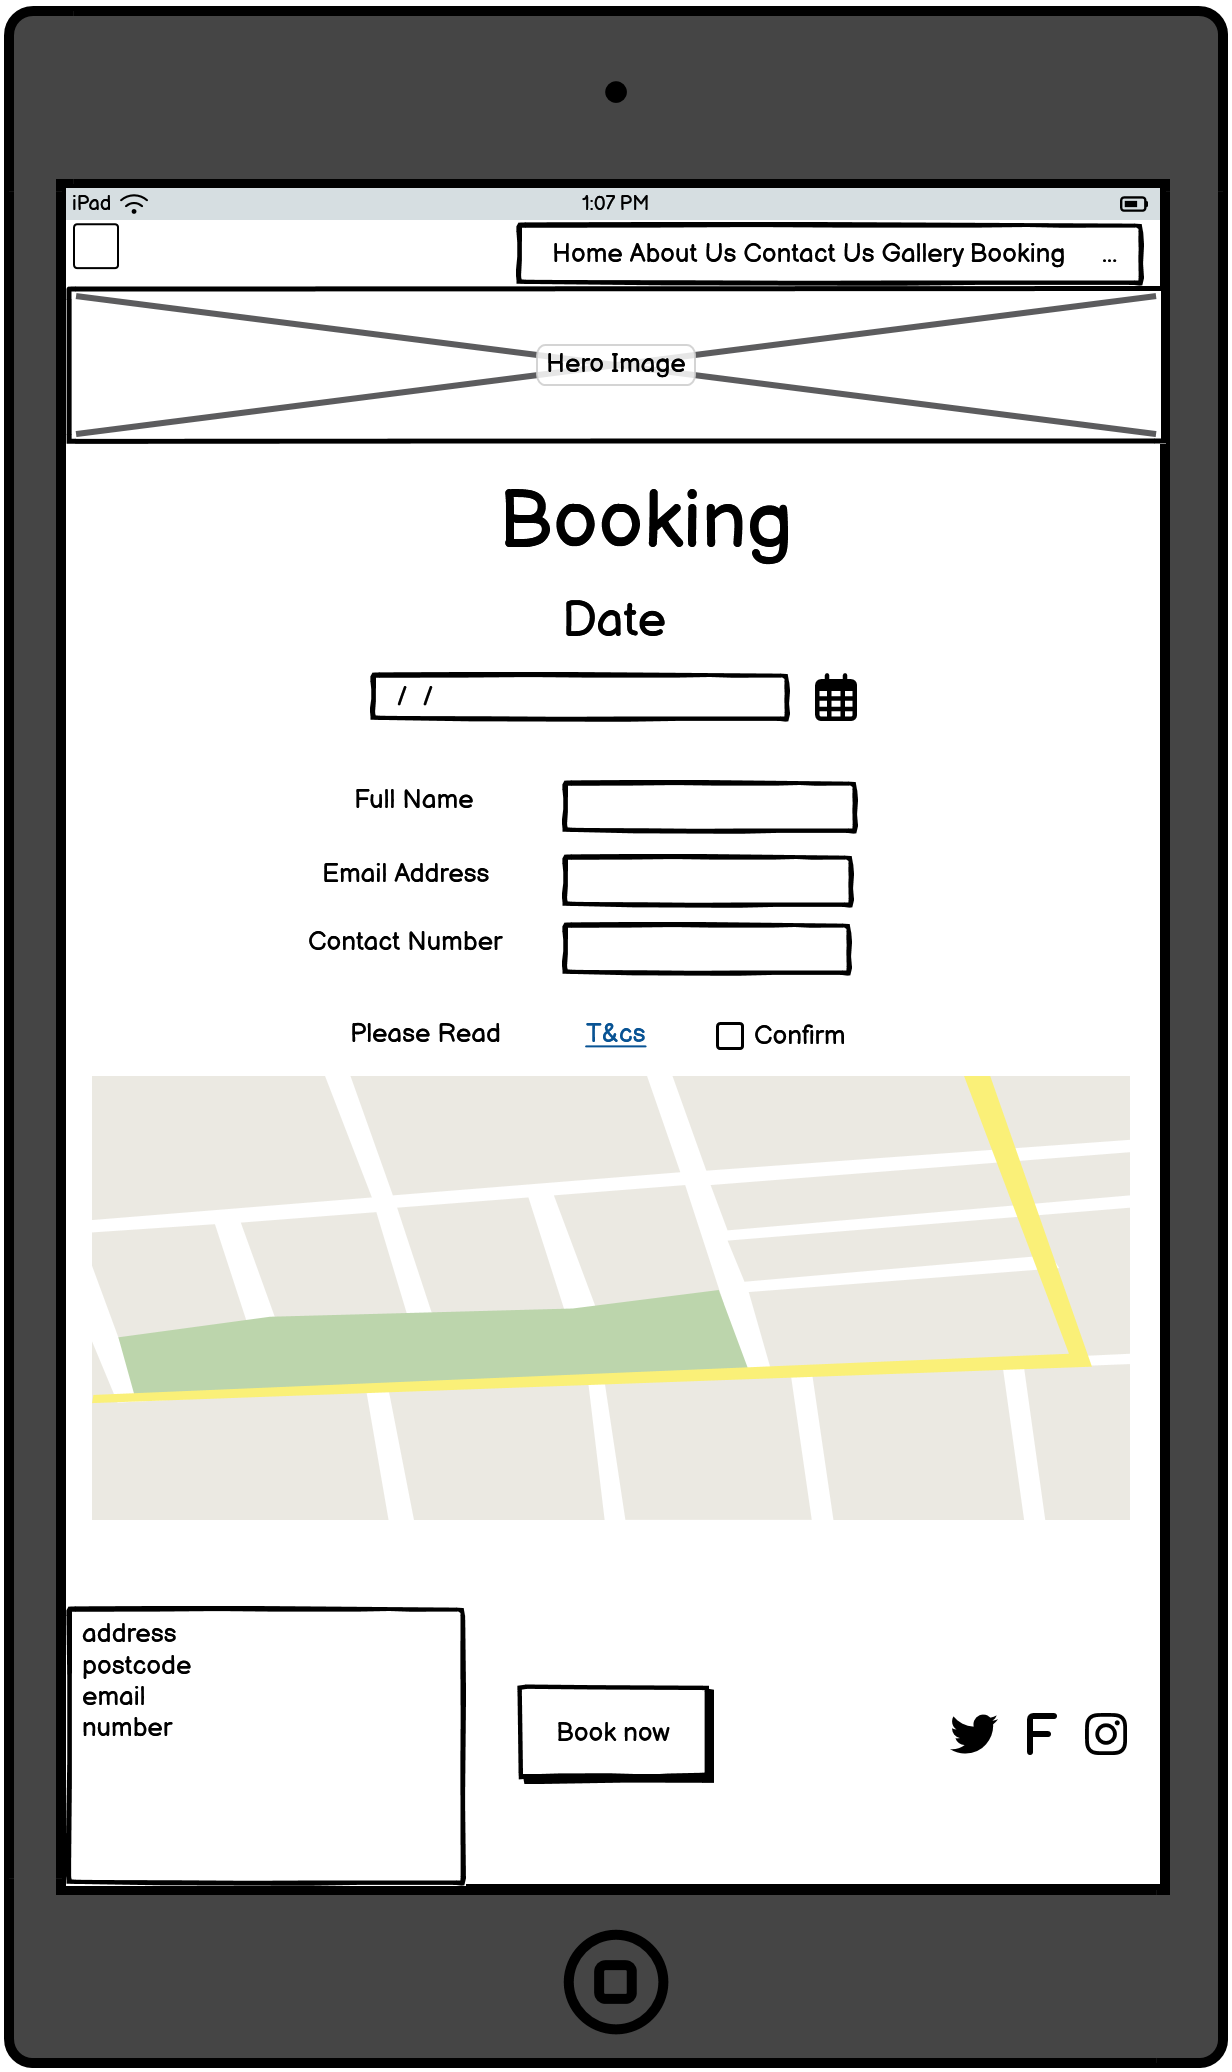 iPad 1:07 PM
Home About Us Contact Us Gallery Booking ...
Hero Image
Booking
Date
/ /
Full Name
Email Address
Contact Number
Please Read T&cs Confirm
address
postcode
email
number
Book now
F